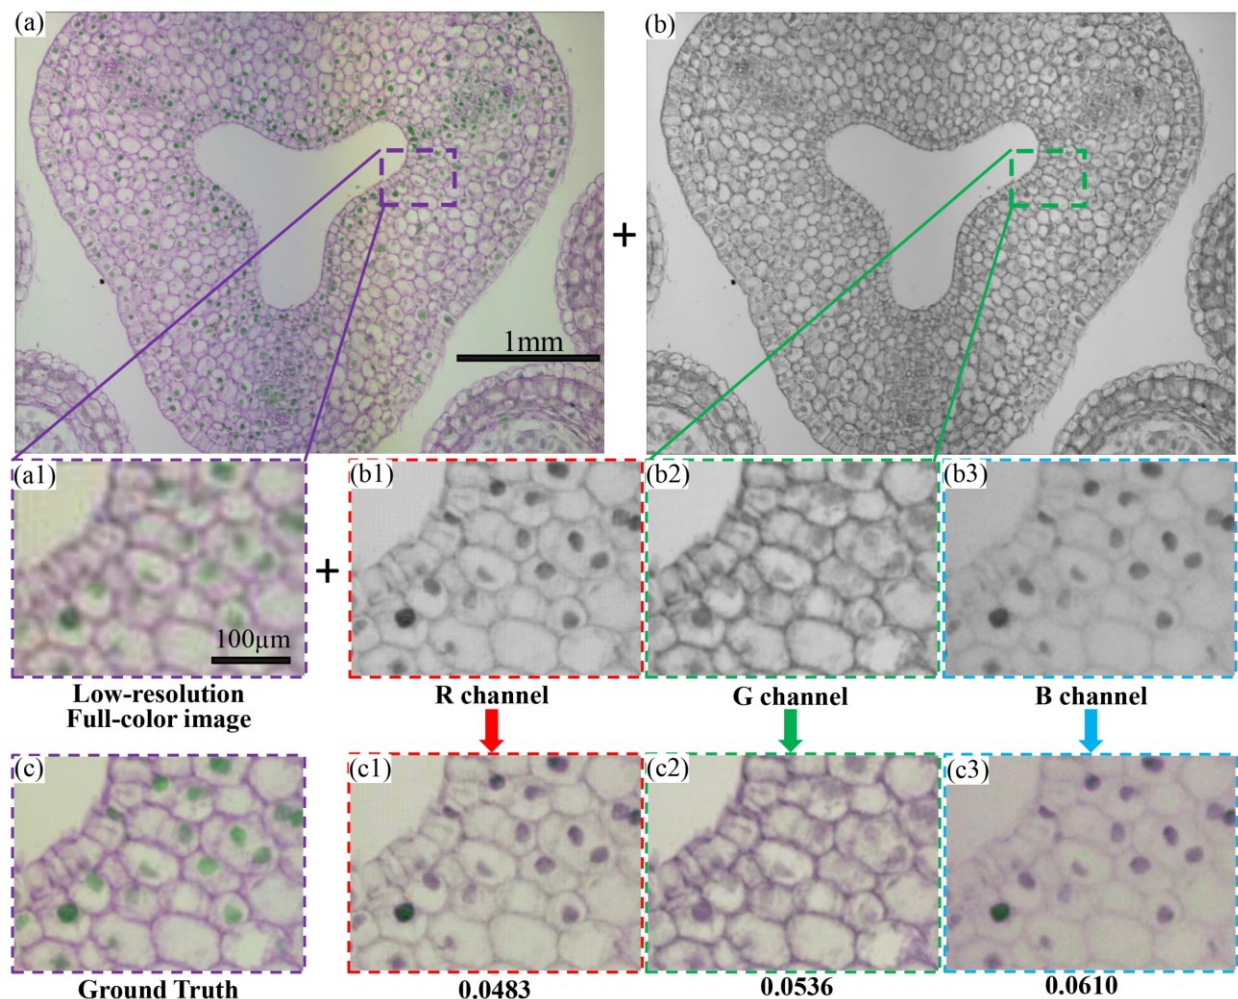 (a)
(b)
1mm
+
(a1)
(b1)
(b2)
(b3)
+
100μm
Low-resolution
Full-color image
R channel
G channel
B channel
(c)
(c1)
(c2)
(c3)
Ground Truth
0.0483
0.0536
0.0610